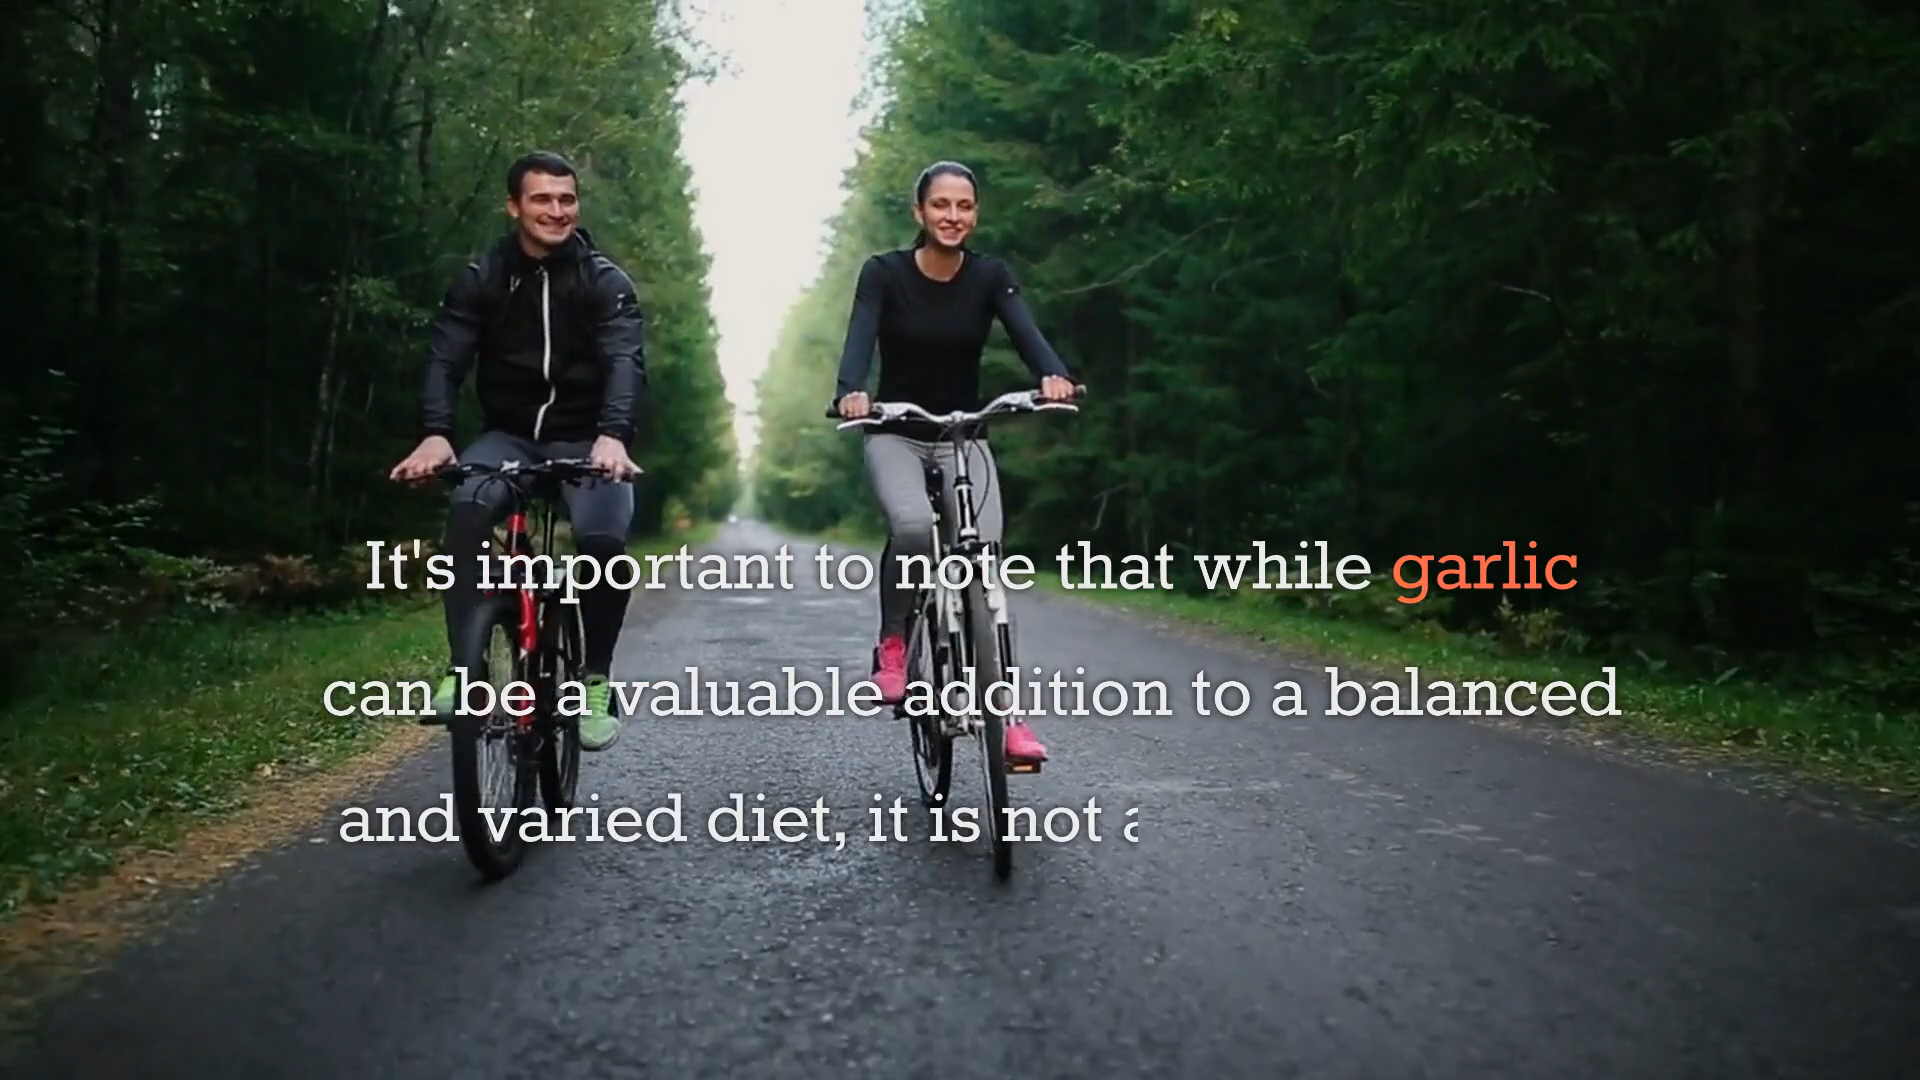 It's important to note that while garlic
can be a valuable addition to a balanced
and varied diet, it is not